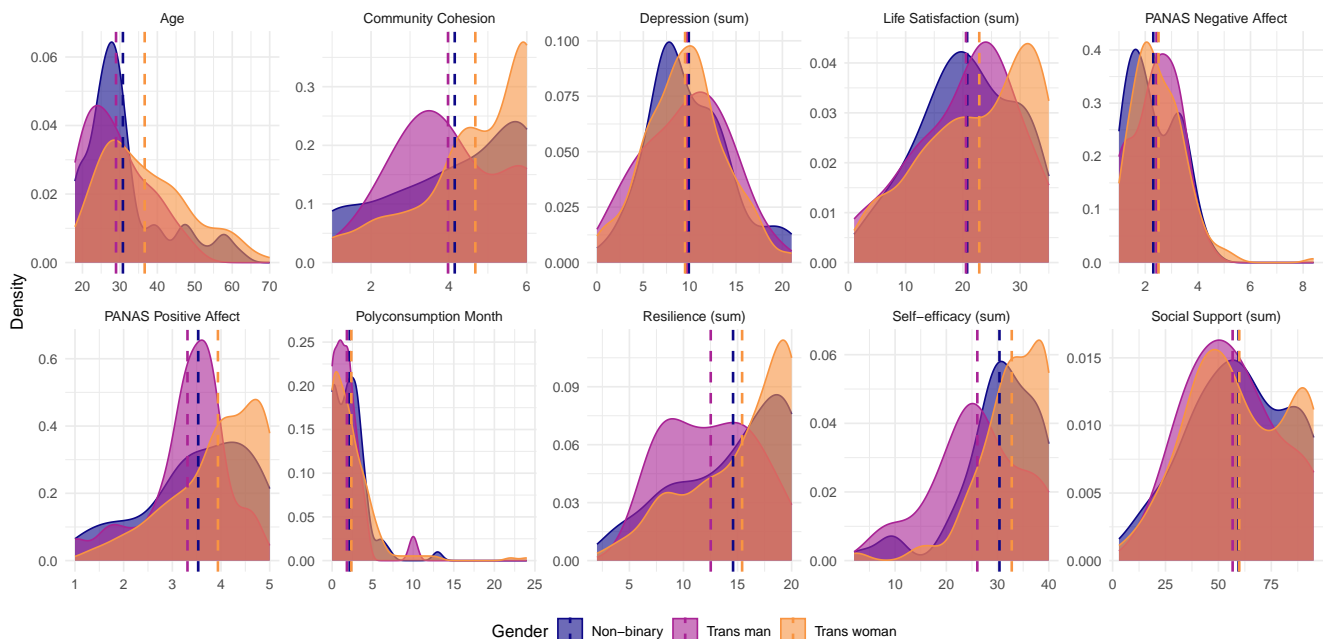 Age
Community Cohesion
Depression (sum)
Life Satisfaction (sum)
PANAS Negative Affect
0.06
0.04
0.02
0.00
20 30 40 50 60 70
0.3
0.2
0.1
0.0
2 4 6
0.100
0.075
0.050
0.025
0.000
0 5 10 15 20
0.04
0.03
0.02
0.01
0.00
0 10 20 30
0.4
0.3
0.2
0.1
0.0
2 4 6 8
Density
PANAS Positive Affect
Polyconsumption Month
Resilience (sum)
Self−efficacy (sum)
Social Support (sum)
0.6
0.4
0.2
0.0
1 2 3 4 5
0.25
0.20
0.15
0.10
0.05
0.00
0 5 10 15 20 25
0.09
0.06
0.03
0.00
5 10 15 20
0.06
0.04
0.02
0.00
10 20 30 40
0.015
0.010
0.005
0.000
0 25 50 75
Gender Non−binary Trans man Trans woman